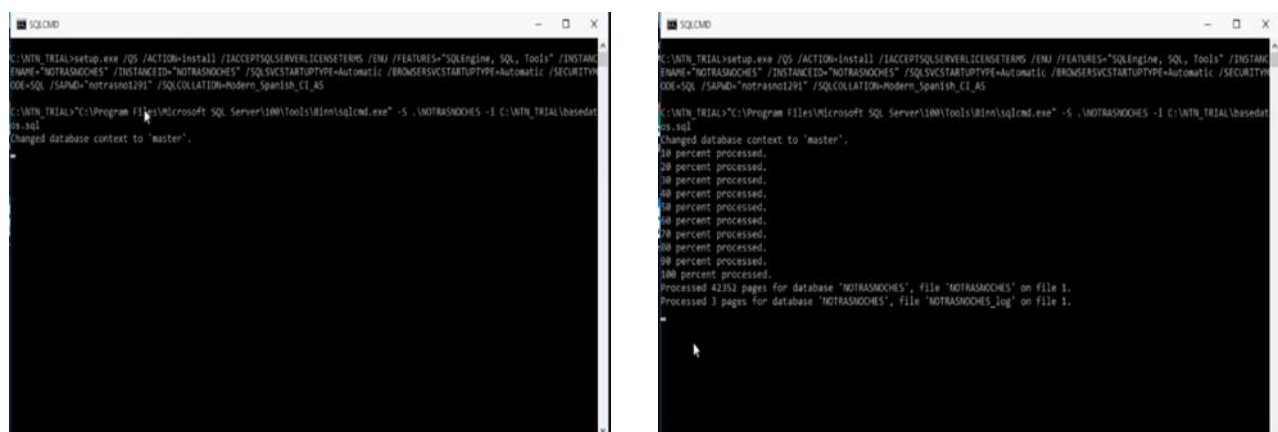 SQLCMD
C:\NTN_TRIAL>setup.exe /QS /ACTION=install /IACCEPTSQLSERVERLICENSETERMS /ENU /FEATURES="SQLEngine, SQL, Tools" /INSTANC
ENAME="NOTRASNOCHES" /INSTANCEID="NOTRASNOCHES" /SQLSVCSTARTUPTYPE=Automatic /BROWSERSVCSTARTUPTYPE=Automatic /SECURITYM
ODE=SQL /SAPWD="notrasno1291" /SQLCOLLATION=Modern_Spanish_CI_AS
C:\NTN_TRIAL>"C:\Program Files\Microsoft SQL Server\100\Tools\Binn\sqlcmd.exe" -S .\NOTRASNOCHES -i C:\NTN_TRIAL\basedat
os.sql
Changed database context to 'master'.
SQLCMD
C:\NTN_TRIAL>setup.exe /QS /ACTION=install /IACCEPTSQLSERVERLICENSETERMS /ENU /FEATURES="SQLEngine, SQL, Tools" /INSTANC
ENAME="NOTRASNOCHES" /INSTANCEID="NOTRASNOCHES" /SQLSVCSTARTUPTYPE=Automatic /BROWSERSVCSTARTUPTYPE=Automatic /SECURITYM
ODE=SQL /SAPWD="notrasno1291" /SQLCOLLATION=Modern_Spanish_CI_AS
C:\NTN_TRIAL>"C:\Program Files\Microsoft SQL Server\100\Tools\Binn\sqlcmd.exe" -S .\NOTRASNOCHES -i C:\NTN_TRIAL\basedat
os.sql
Changed database context to 'master'.
10 percent processed.
20 percent processed.
30 percent processed.
40 percent processed.
50 percent processed.
60 percent processed.
70 percent processed.
80 percent processed.
90 percent processed.
100 percent processed.
Processed 42352 pages for database 'NOTRASNOCHES', file 'NOTRASNOCHES' on file 1.
Processed 3 pages for database 'NOTRASNOCHES', file 'NOTRASNOCHES_log' on file 1.